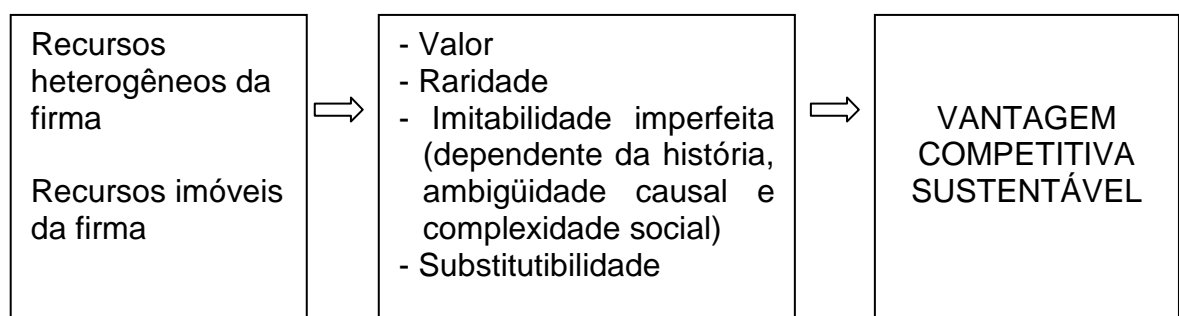 Recursos
heterogêneos da
firma
Recursos imóveis
da firma
- Valor
- Raridade
- Imitabilidade imperfeita
(dependente da história,
ambigüidade causal e
complexidade social)
- Substitutibilidade
VANTAGEM
COMPETITIVA
SUSTENTÁVEL